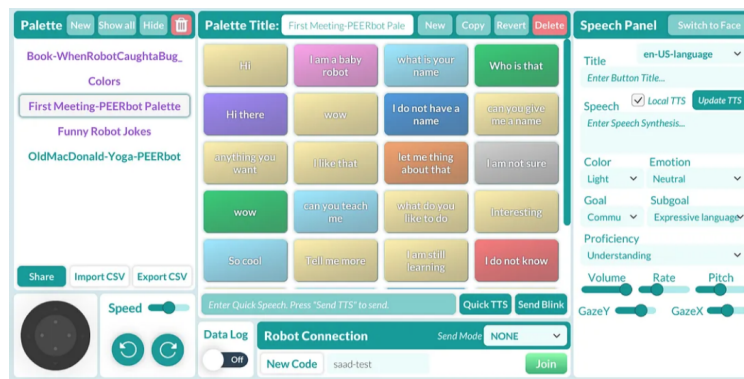 Palette New Show all Hide
Book-WhenRobotCaughtaBug_
Colors
First Meeting-PEERbot Palette
Funny Robot Jokes
OldMacDonald-Yoga-PEERbot
Share Import CSV Export CSV
Speed
Palette Title: First Meeting-PEERbot Pale New Copy Revert Delete
Hi
I am a baby robot
what is your name
Who is that
Hi there
wow
I do not have a name
can you give me a name
anything you want
I like that
let me thing about that
I am not sure
wow
can you teach me
what do you like to do
Interesting
So cool
Tell me more
I am still learning
I do not know
Enter Quick Speech. Press "Send TTS" to send. Quick TTS Send Blink
Data Log
Off
Robot Connection Send Mode NONE
New Code saad-test Join
Speech Panel Switch to Face
Title en-US-language
Enter Button Title...
Speech Local TTS Update TTS
Enter Speech Synthesis...
Color Emotion
Light Neutral
Goal Subgoal
Commu Expressive language
Proficiency
Understanding
Volume Rate Pitch
GazeY GazeX